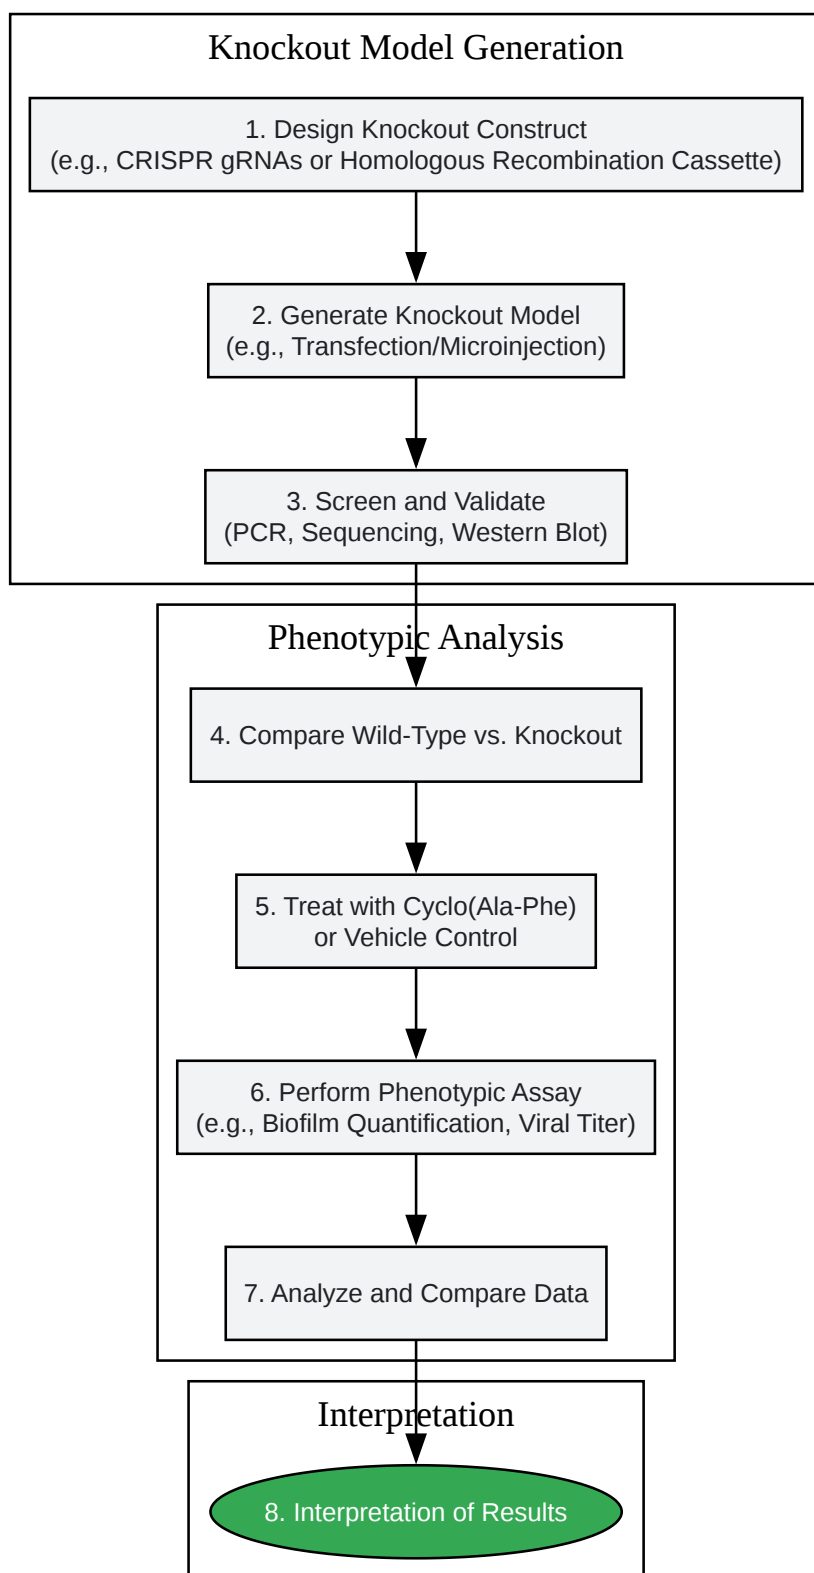 Knockout Model Generation
1. Design Knockout Construct
(e.g., CRISPR gRNAs or Homologous Recombination Cassette)
2. Generate Knockout Model
(e.g., Transfection/Microinjection)
3. Screen and Validate
(PCR, Sequencing, Western Blot)
Phenotypic Analysis
4. Compare Wild-Type vs. Knockout
5. Treat with Cyclo(Ala-Phe)
or Vehicle Control
6. Perform Phenotypic Assay
(e.g., Biofilm Quantification, Viral Titer)
7. Analyze and Compare Data
Interpretation
8. Interpretation of Results